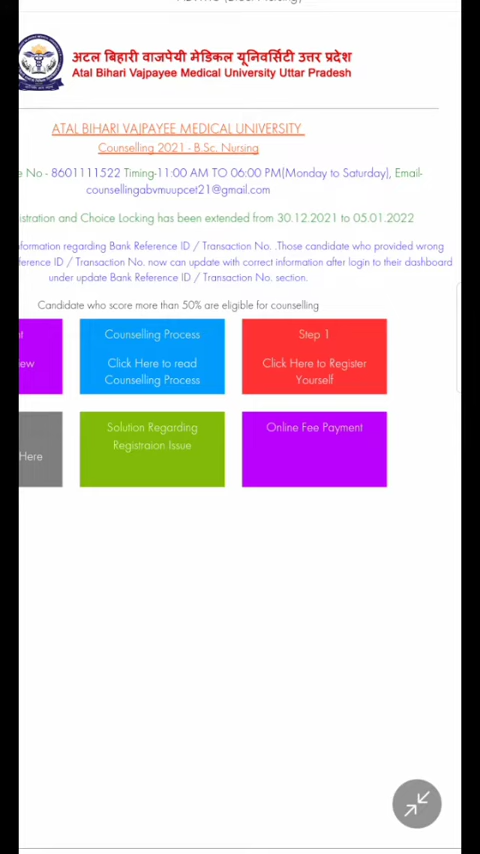 अटल बिहारी वाजपेयी मेडिकल यूनिवर्सिटी उत्तर प्रदेश
Atal Bihari Vajpayee Medical University Uttar Pradesh
ATAL BIHARI VAJPAYEE MEDICAL UNIVERSITY
Counselling 2021 - B.Sc. Nursing
No - 8601111522 Timing-11:00 AM TO 06:00 PM(Monday to Saturday), Email-
counsellingabvmuupcet21@gmail.com
istration and Choice Locking has been extended from 30.12.2021 to 05.01.2022
nformation regarding Bank Reference ID / Transaction No. .Those candidate who provided wrong
ference ID / Transaction No. now can update with correct information after login to their dashboard
under update Bank Reference ID / Transaction No. section.
Candidate who score more than 50% are eligible for counselling
Counselling Process
Click Here to read
Counselling Process
Step 1
Click Here to Register
Yourself
Here
Solution Regarding
Registraion Issue
Online Fee Payment